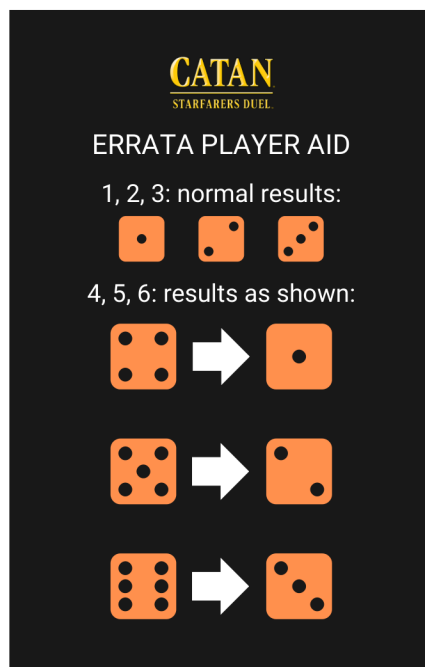 CATAN
STARFARERS DUEL
ERRATA PLAYER AID
1, 2, 3: normal results:
4, 5, 6: results as shown: